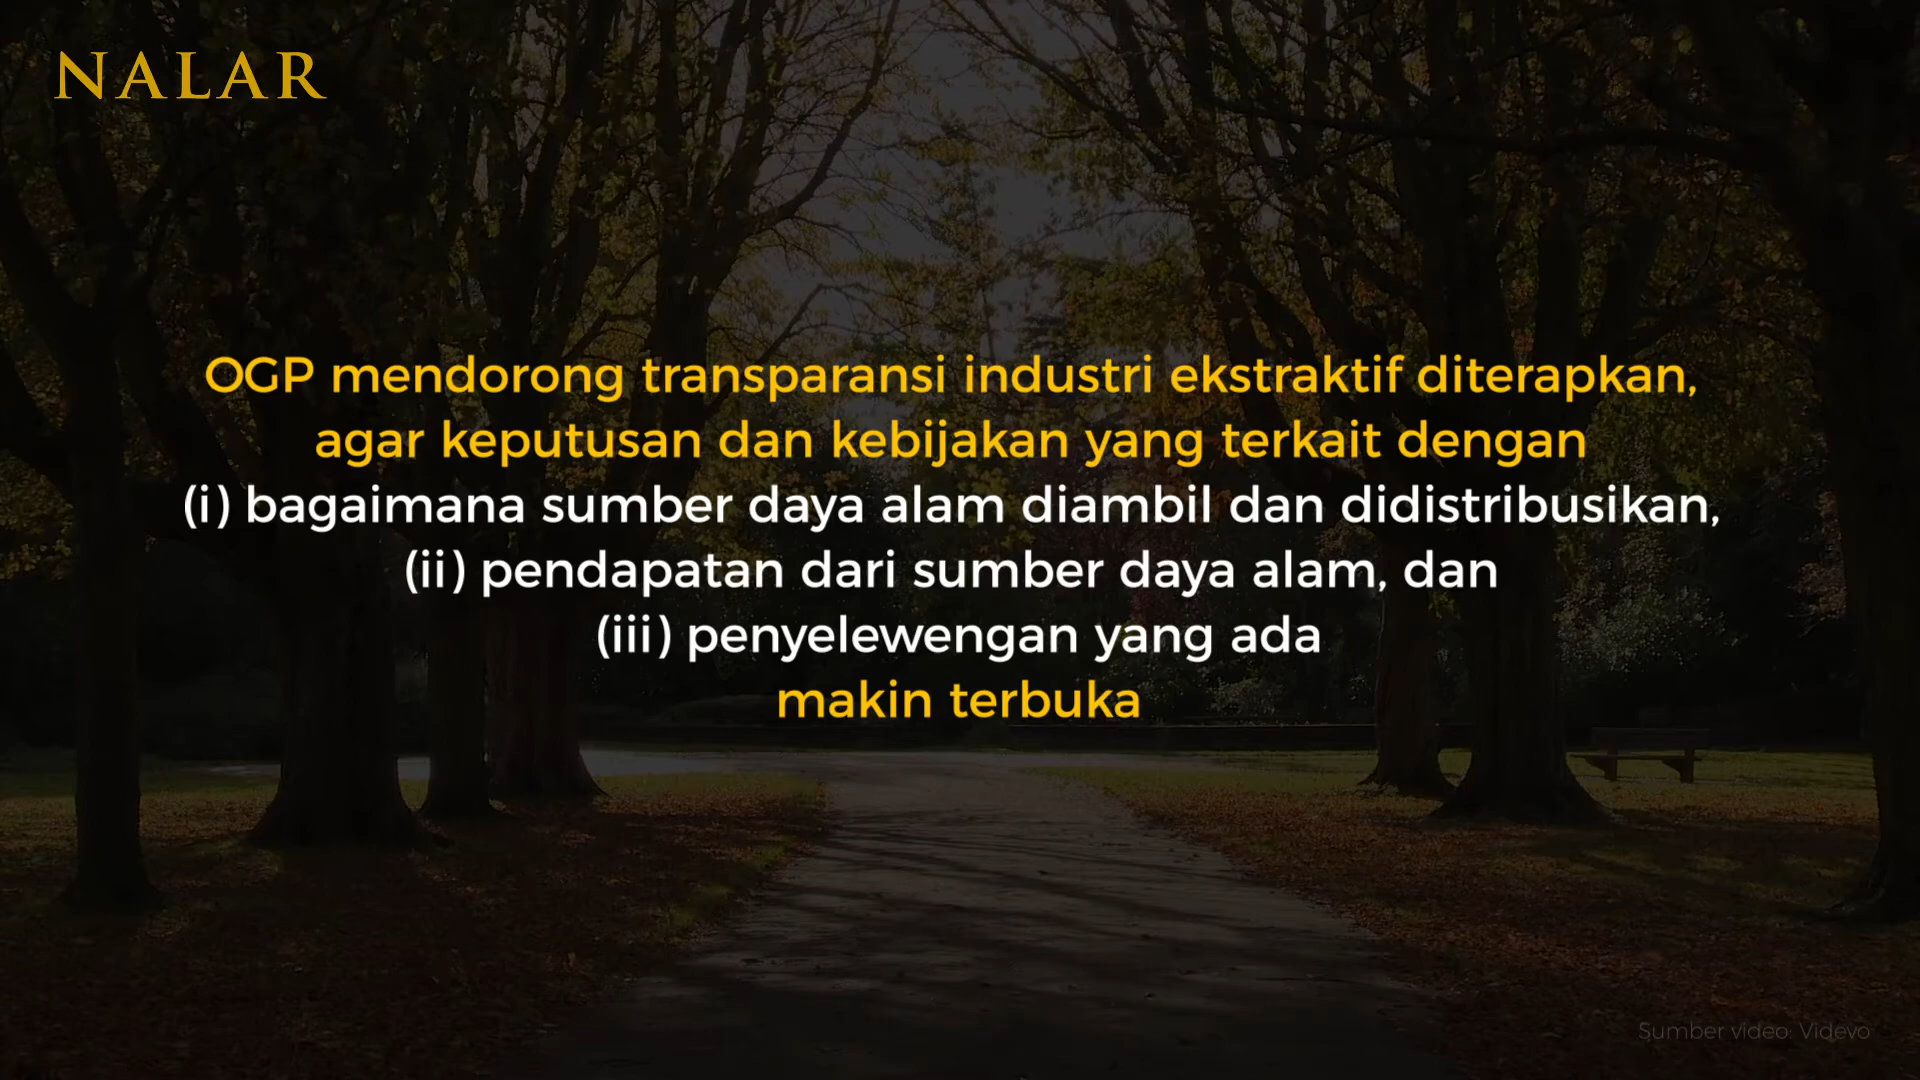 NALAR
OGP mendorong transparansi industri ekstraktif diterapkan,
agar keputusan dan kebijakan yang terkait dengan
(i) bagaimana sumber daya alam diambil dan didistribusikan,
(ii) pendapatan dari sumber daya alam, dan
(iii) penyelewengan yang ada
makin terbuka
Sumber video: Videvo